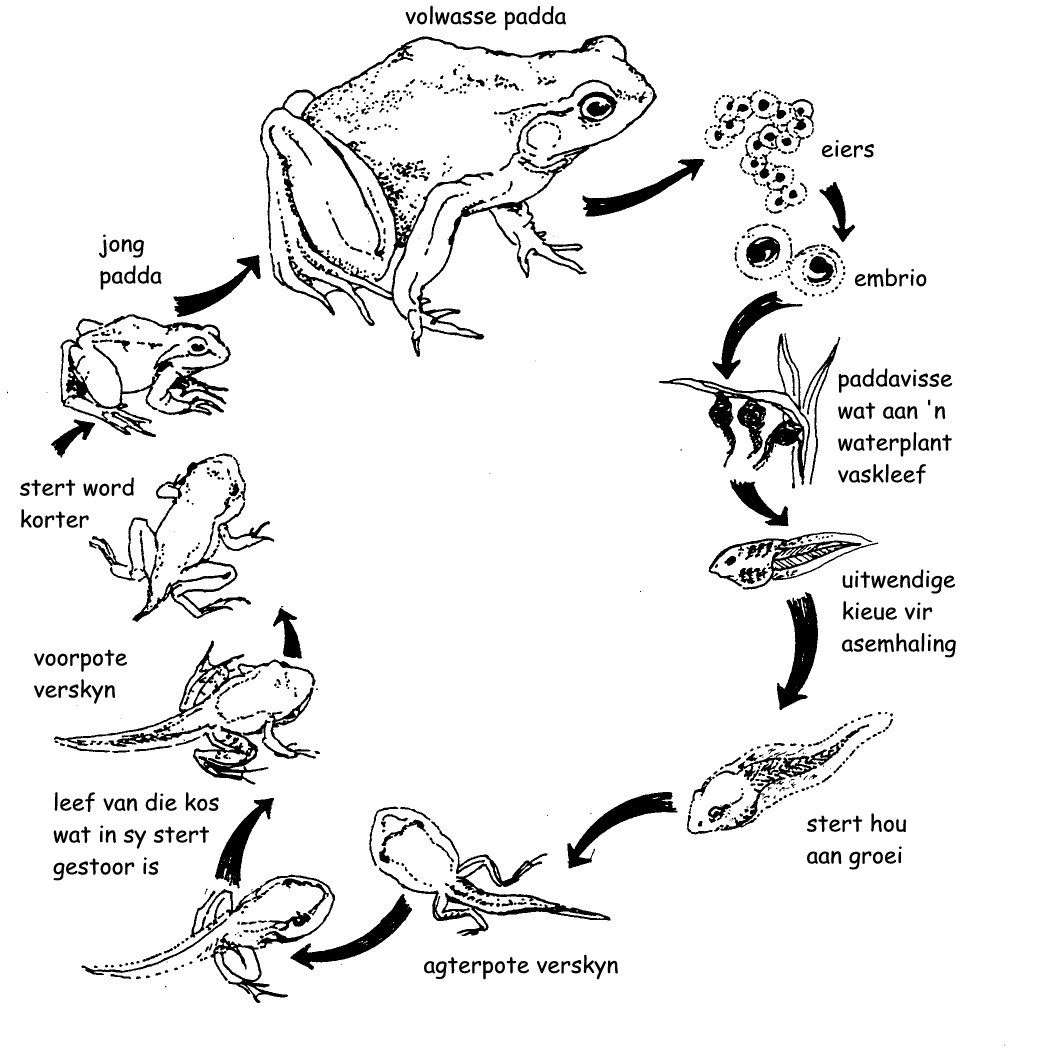 volwasse padda
eiers
embrio
paddavisse
wat aan 'n
waterplant
vaskleef
uitwendige
kieue vir
asemhaling
stert hou
aan groei
agterpote verskyn
leef van die kos
wat in sy stert
gestoor is
voorpote
verskyn
stert word
korter
jong
padda